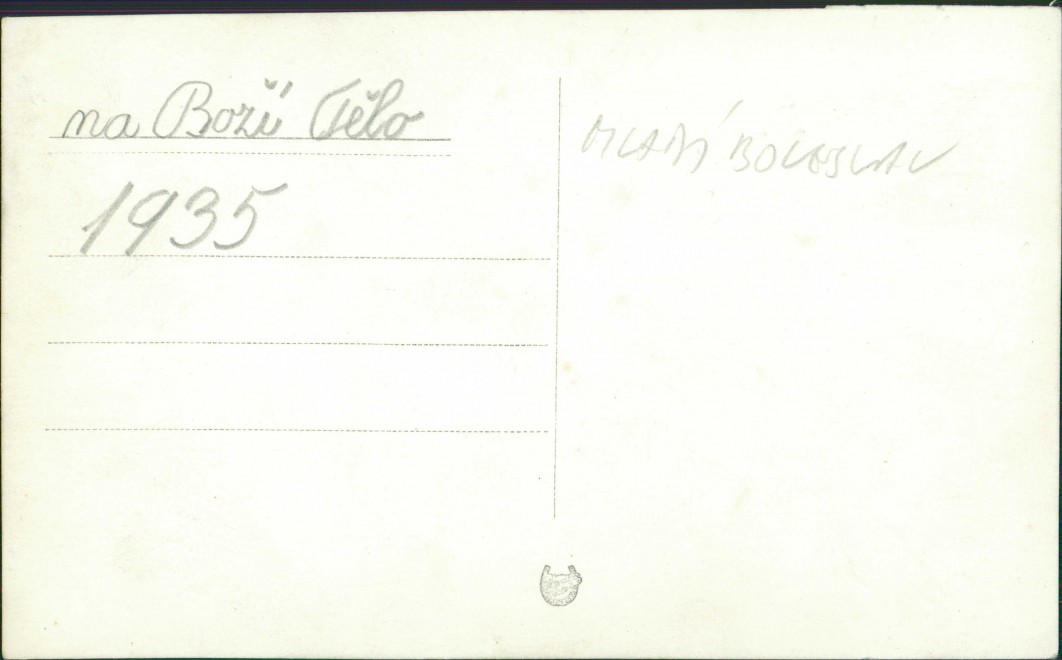 na Boží Tělo
1935
MLADÁ BOLESLAV